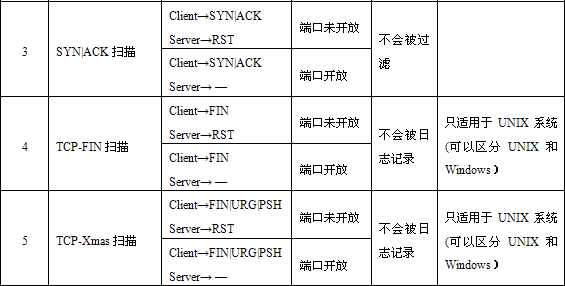 3
SYN|ACK 扫描
Client→SYN|ACK
Server→RST
端口未开放
Client→SYN|ACK
Server→ —
端口开放
不会被过
滤
4
TCP-FIN 扫描
Client→FIN
Server→RST
端口未开放
Client→FIN
Server→ —
端口开放
不会被日
志记录
只适用于 UNIX 系统
(可以区分 UNIX 和
Windows）
5
TCP-Xmas 扫描
Client→FIN|URG|PSH
Server→RST
端口未开放
Client→FIN|URG|PSH
Server→ —
端口开放
不会被日
志记录
只适用于 UNIX 系统
(可以区分 UNIX 和
Windows）